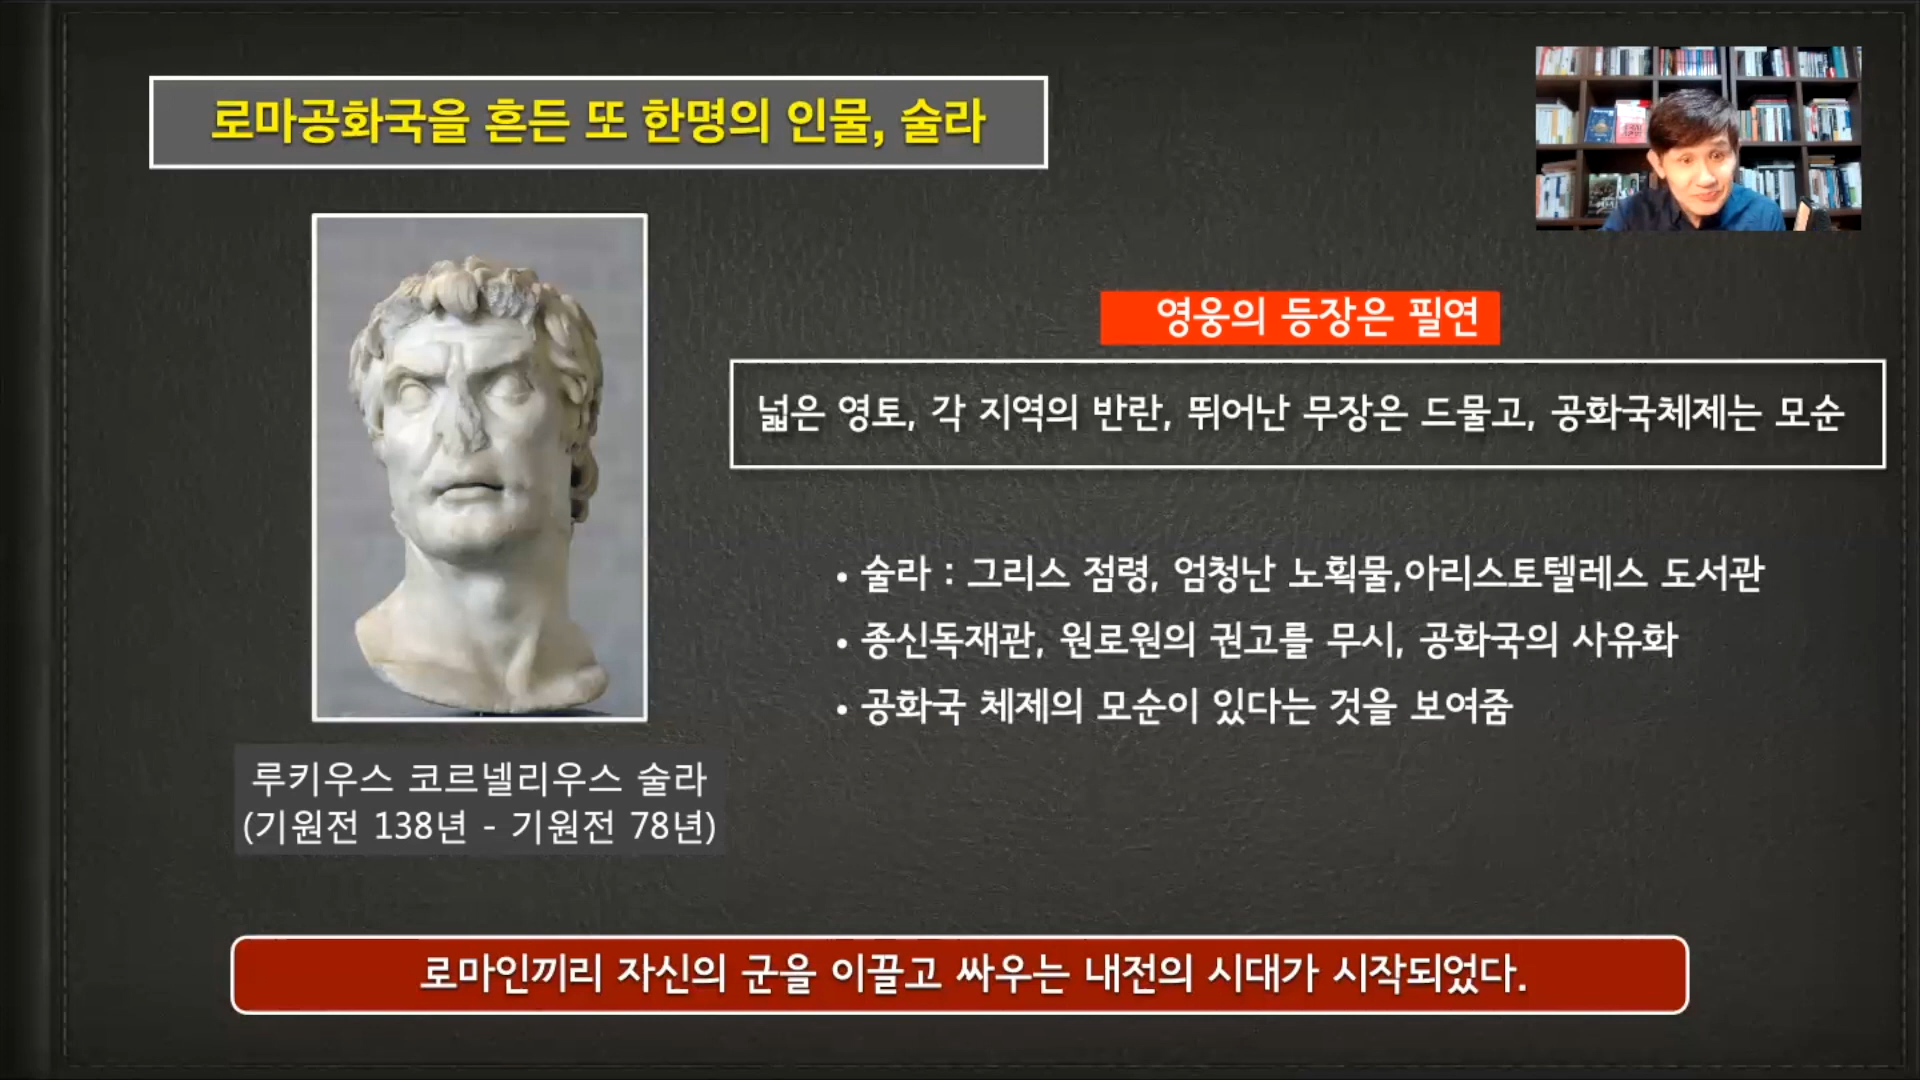 로마공화국을 흔든 또 한명의 인물, 술라
영웅의 등장은 필연
넓은 영토, 각 지역의 반란, 뛰어난 무장은 드물고, 공화국체제는 모순
• 술라 : 그리스 점령, 엄청난 노획물,아리스토텔레스 도서관
• 종신독재관, 원로원의 권고를 무시, 공화국의 사유화
• 공화국 체제의 모순이 있다는 것을 보여줌
루키우스 코르넬리우스 술라
(기원전 138년 - 기원전 78년)
로마인끼리 자신의 군을 이끌고 싸우는 내전의 시대가 시작되었다.